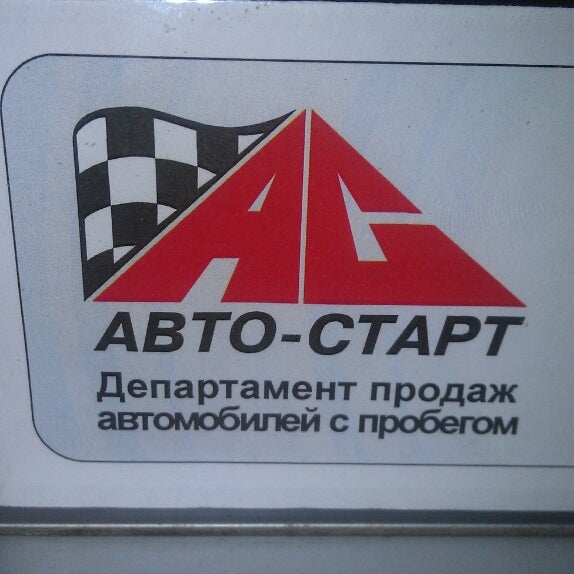 АС
АВТО-СТАРТ
Департамент продаж
автомобилей с пробегом